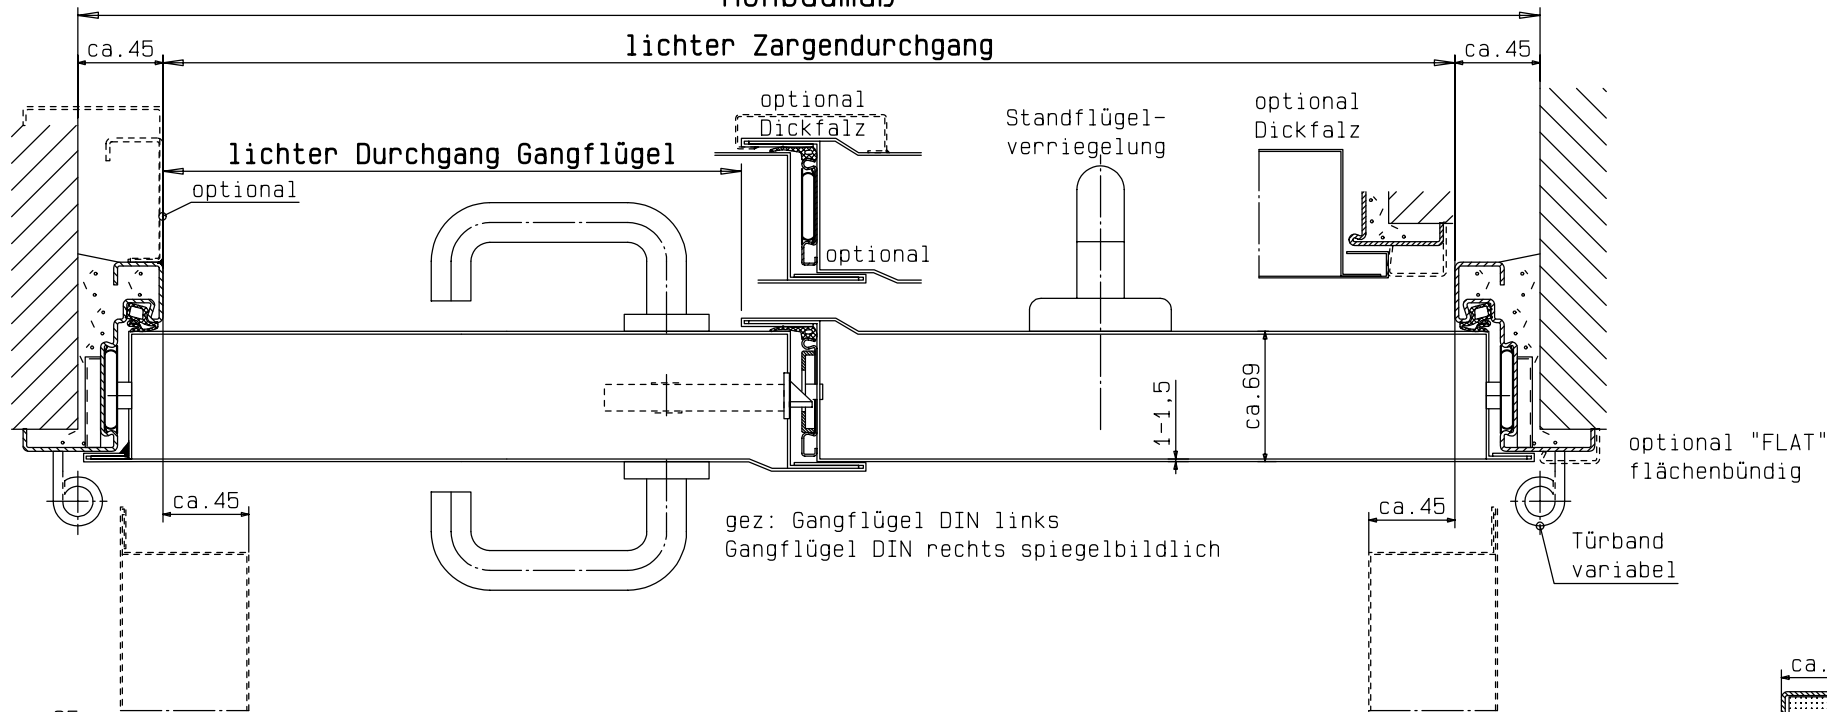 ca.45
lichter Zargendurchgang
ca.45
optional
Dickfalz
Standflügel-
verriegelung
optional
Dickfalz
lichter Durchgang Gangflügel
optional
optional
1-1,5
ca.69
optional "FLAT"
flächenbündig
ca.45
ca.45
gez: Gangflügel DIN links
Gangflügel DIN rechts spiegelbildlich
Türband
variabel
ca.